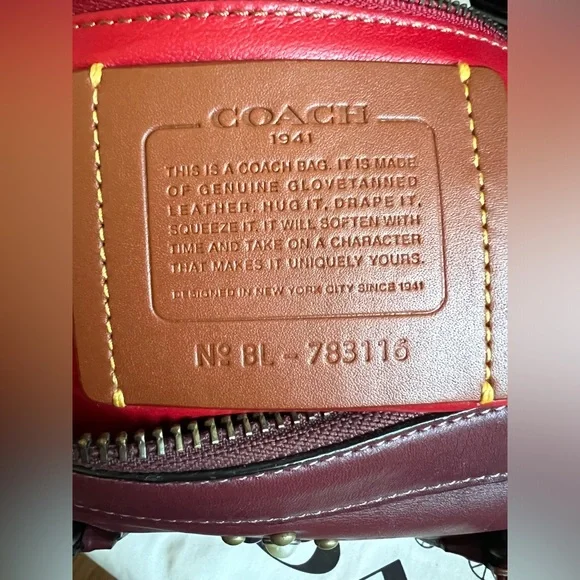 COACH
1941
THIS IS A COACH BAG. IT IS MADE
OF GENUINE GLOVETANNED
LEATHER. HUG IT, DRAPE IT,
SQUEEZE IT. IT WILL SOFTEN WITH
TIME AND TAKE ON A CHARACTER
THAT MAKES IT UNIQUELY YOURS.
DESIGNED IN NEW YORK CITY SINCE 1941
Nº BL - 783116